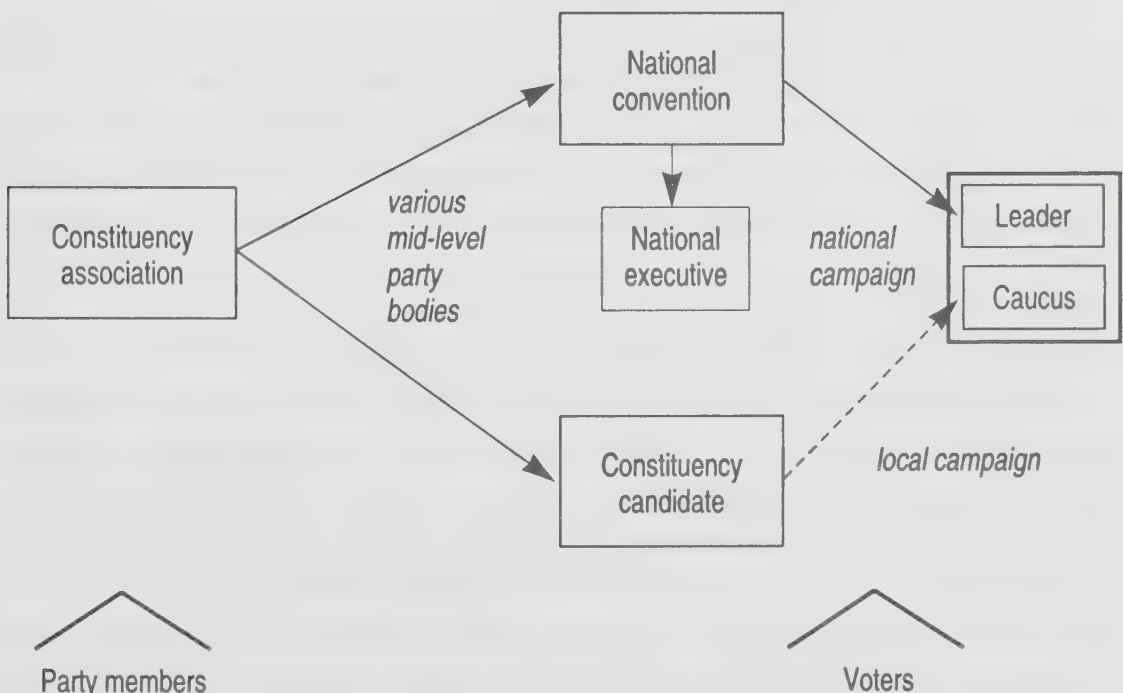 National
convention
Constituency
association
various
mid-level
party
bodies
National
executive
national
campaign
Leader
Caucus
Constituency
candidate
local campaign
Party members
Voters